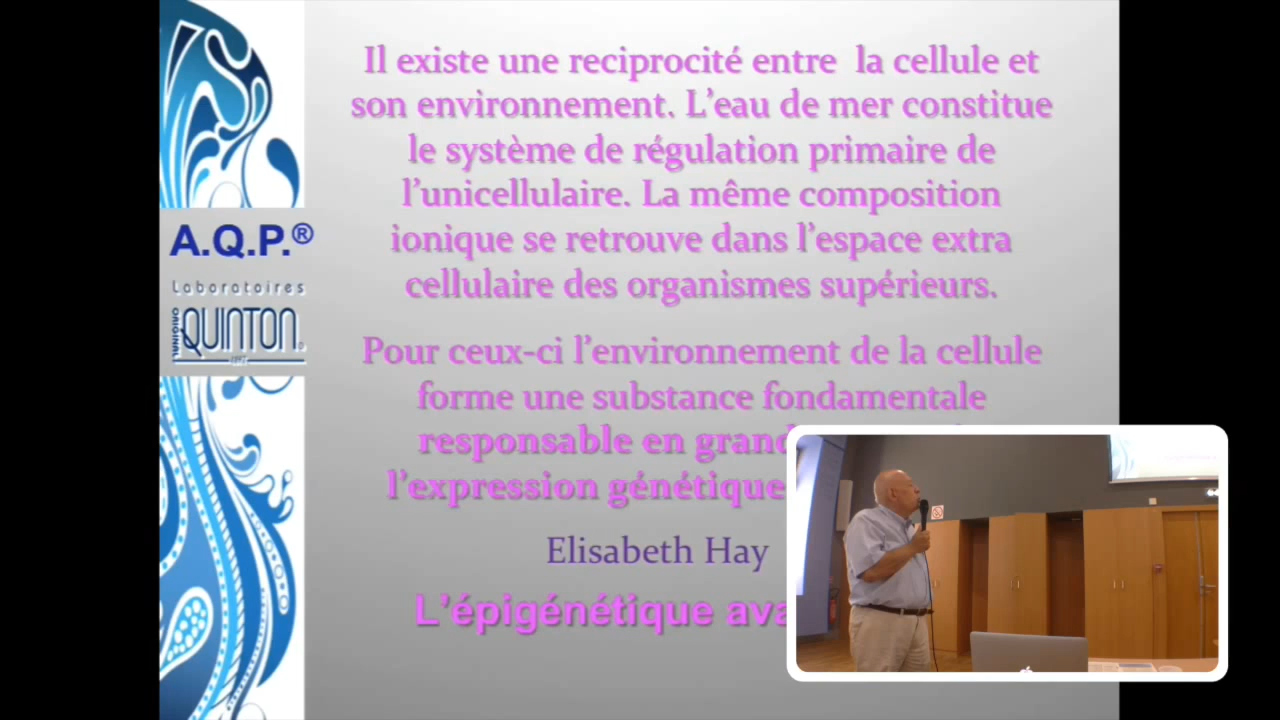 Il existe une reciprocité entre la cellule et
son environnement. L’eau de mer constitue
le système de régulation primaire de
l’unicellulaire. La même composition
ionique se retrouve dans l’espace extra
cellulaire des organismes supérieurs.
Pour ceux-ci l’environnement de la cellule
forme une substance fondamentale
responsable en
l’expression génétique
Elisabeth Hay
L’épigénétique
A.Q.P.®
Laboratoires
ORIGINAL
QUINTON